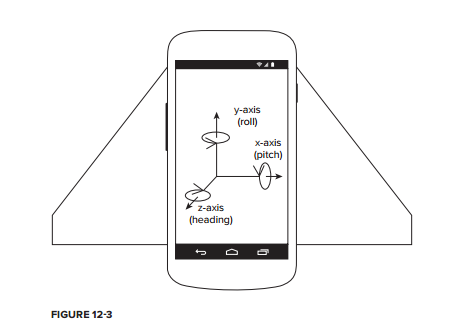 y-axis
(roll)
x-axis
(pitch)
z-axis
(heading)
FIGURE 12-3